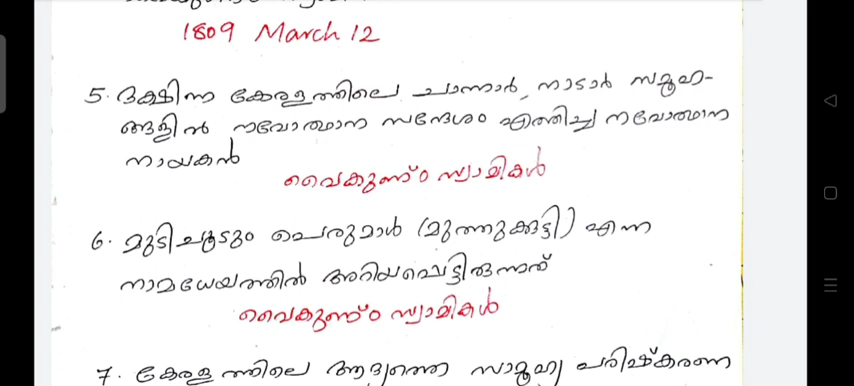 1809 March 12
5. ദക്ഷിണ കേരളത്തിലെ ചാന്നാർ, നാടാർ സമൂഹ-
ങ്ങളിൽ നവോത്ഥാന സന്ദേശം എത്തിച്ച നവോത്ഥാന
നായകൻ
വൈകുണ്ഠ സ്വാമികൾ
6. മുടിചൂടും പെരുമാൾ (മുത്തുക്കുട്ടി) എന്ന
നാമധേയത്തിൽ അറിയപ്പെട്ടിരുന്നത്
വൈകുണ്ഠ സ്വാമികൾ
7. കേരളത്തിലെ ആദ്യത്തെ സാമൂഹ്യ പരിഷ്കരണ